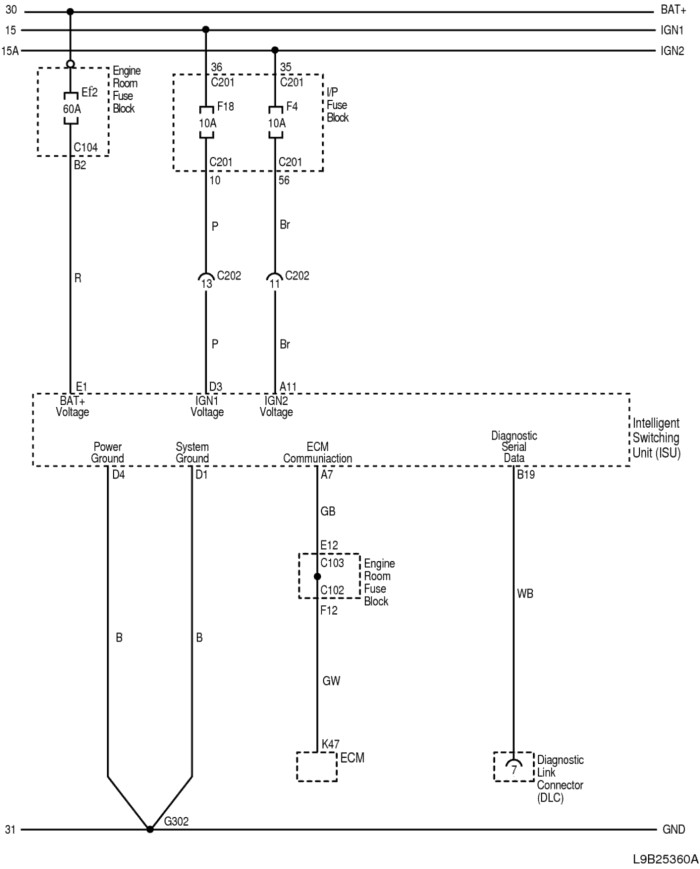 30
BAT+
15
IGN1
15A
IGN2
Engine
Room
Fuse
Block
Ef2
60A
C104
B2
36
C201
35
C201
I/P
Fuse
Block
F18
10A
F4
10A
C201
10
C201
56
P
Br
R
C202
13
C202
11
P
Br
E1
D3
A11
BAT+
Voltage
IGN1
Voltage
IGN2
Voltage
Intelligent
Switching
Unit (ISU)
Power
Ground
System
Ground
ECM
Communiaction
Diagnostic
Serial
Data
D4
D1
A7
B19
GB
E12
C103
C102
F12
Engine
Room
Fuse
Block
WB
B
B
GW
K47
ECM
7
Diagnostic
Link
Connector
(DLC)
G302
31
GND
L9B25360A